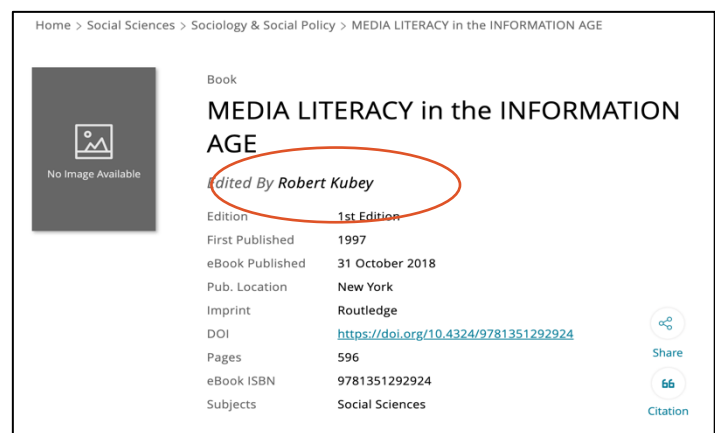 Home > Social Sciences > Sociology & Social Policy > MEDIA LITERACY in the INFORMATION AGE
No Image Available
Book
MEDIA LITERACY in the INFORMATION
AGE
Edited By Robert Kubey
Edition 1st Edition
First Published 1997
eBook Published 31 October 2018
Pub. Location New York
Imprint Routledge
DOI https://doi.org/10.4324/9781351292924
Pages 596
eBook ISBN 9781351292924
Subjects Social Sciences
Share
Citation